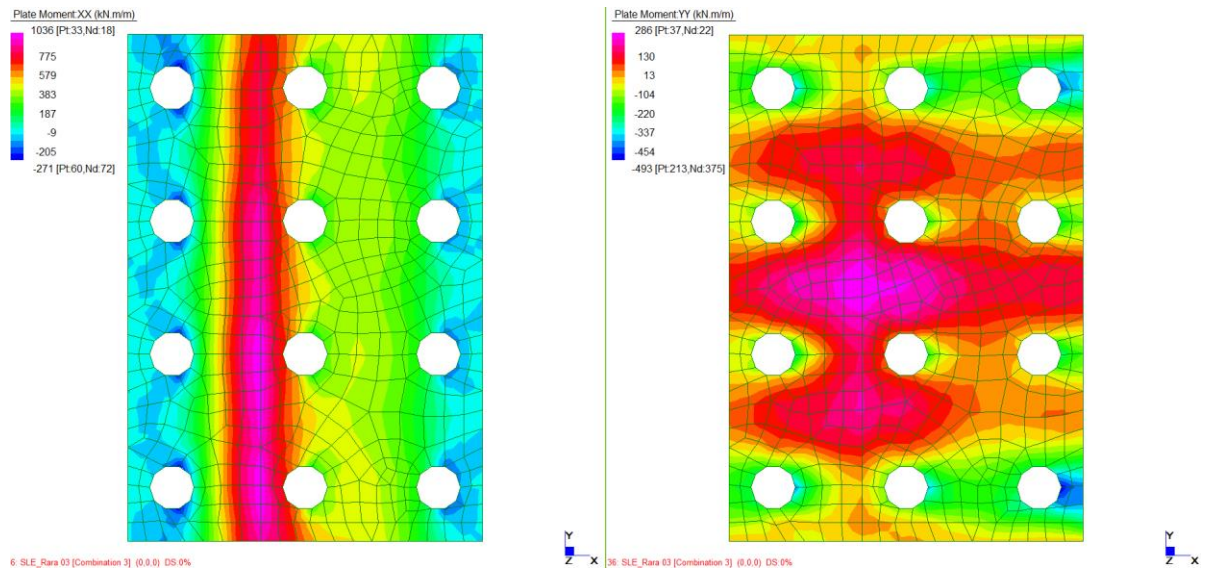 Plate Moment:XX (kN.m/m)
1036 [Pt:33,Nd:18]
775
579
383
187
-9
-205
-271 [Pt:60,Nd:72]
Y
Z X
6: SLE_Rara 03 [Combination 3] (0,0,0) DS:0%
Plate Moment:YY (kN.m/m)
286 [Pt:37,Nd:22]
130
13
-104
-220
-337
-454
-493 [Pt:213,Nd:375]
Y
Z X
36: SLE_Rara 03 [Combination 3] (0,0,0) DS:0%